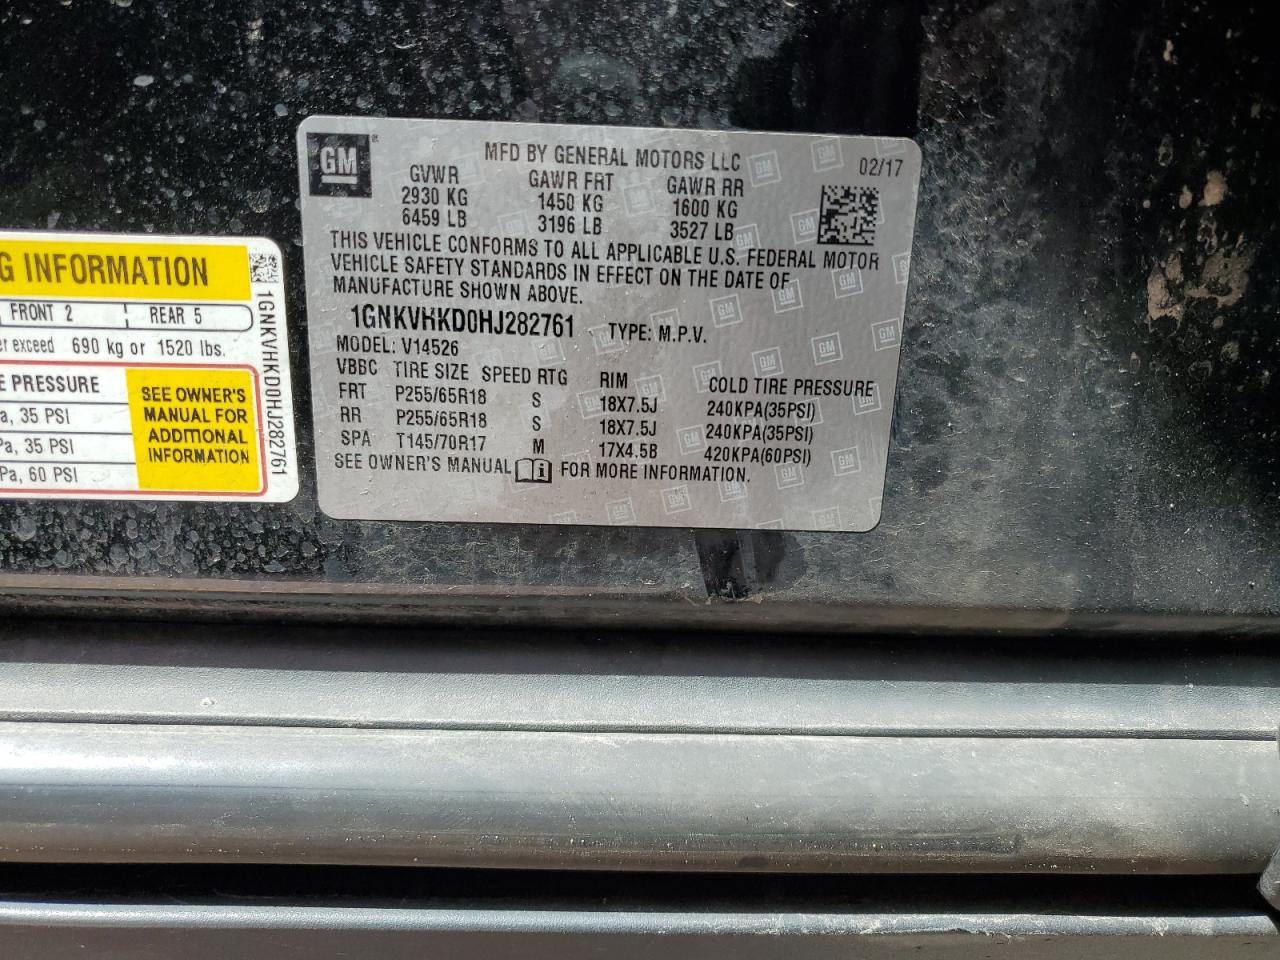 G INFORMATION
FRONT 2
REAR 5
er exceed 690 kg or 1520 lbs.
E PRESSURE
a, 35 PSI
Pa, 35 PSI
Pa, 60 PSI
SEE OWNER'S
MANUAL FOR
ADDITIONAL
INFORMATION
1GNKVHKD0HJ282761
GM
MFD BY GENERAL MOTORS LLC
02/17
GVWR GAWR FRT GAWR RR
2930 KG 1450 KG 1600 KG
6459 LB 3196 LB 3527 LB
THIS VEHICLE CONFORMS TO ALL APPLICABLE U.S. FEDERAL MOTOR
VEHICLE SAFETY STANDARDS IN EFFECT ON THE DATE OF
MANUFACTURE SHOWN ABOVE.
1GNKVHKD0HJ282761 TYPE: M.P.V.
MODEL: V14526
VBBC TIRE SIZE SPEED RTG RIM COLD TIRE PRESSURE
FRT P255/65R18 S 18X7.5J 240KPA(35PSI)
RR P255/65R18 S 18X7.5J 240KPA(35PSI)
SPA T145/70R17 M 17X4.5B 420KPA(60PSI)
SEE OWNER'S MANUAL i FOR MORE INFORMATION.